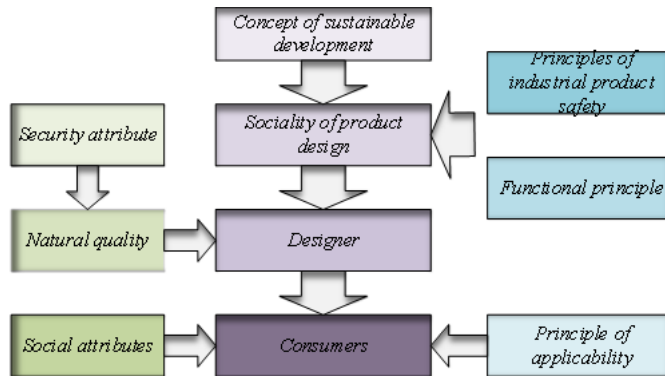 Concept of sustainable
development
Principles of
industrial product
safety
Security attribute
Sociality of product
design
Functional principle
Natural quality
Designer
Social attributes
Consumers
Principle of
applicability